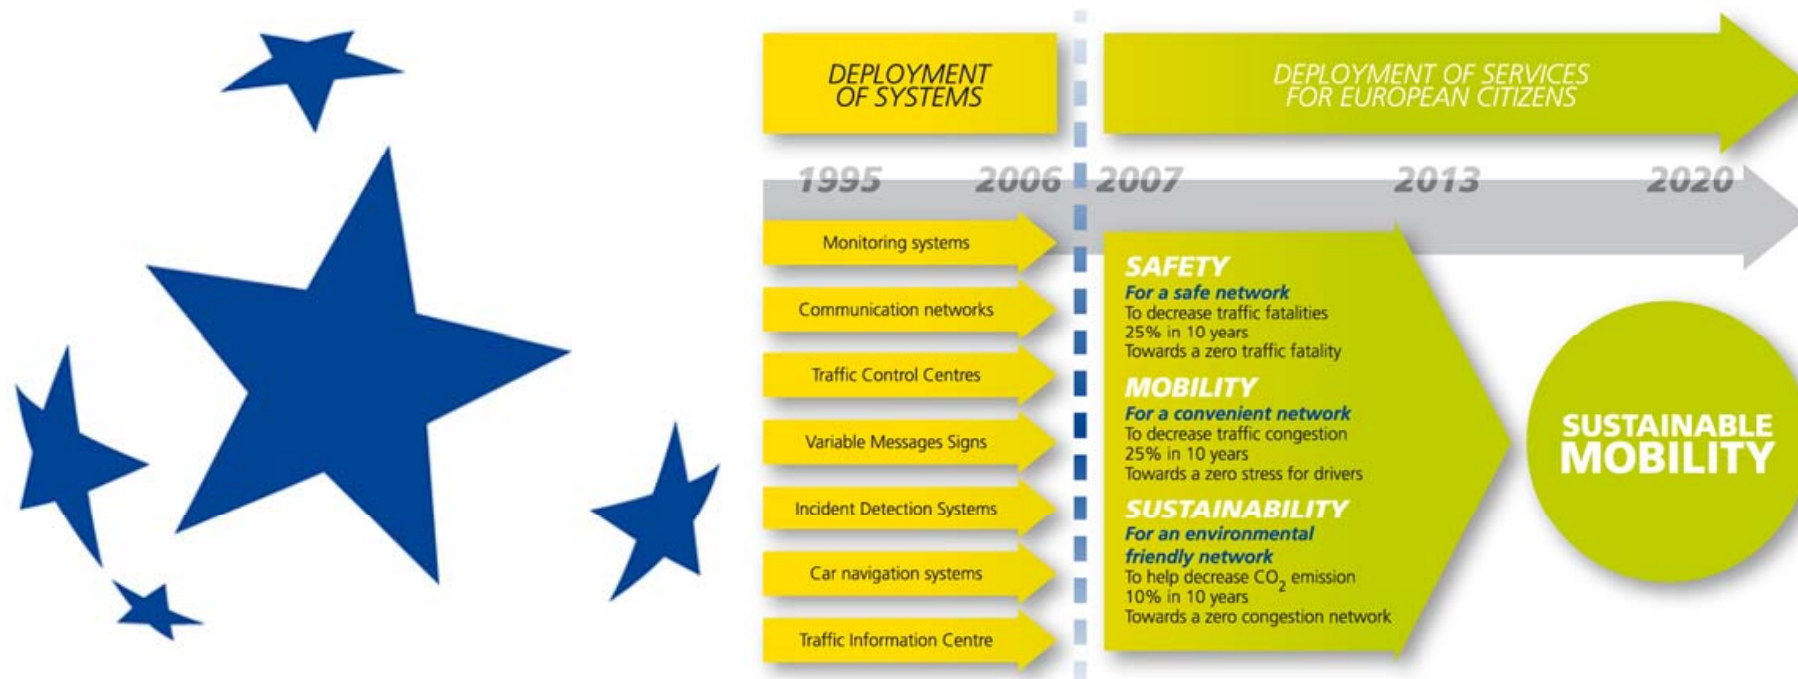 DEPLOYMENT
OF SYSTEMS
DEPLOYMENT OF SERVICES
FOR EUROPEAN CITIZENS
1995 2006 2007 2013 2020
Monitoring systems
Communication networks
Traffic Control Centres
Variable Messages Signs
Incident Detection Systems
Car navigation systems
Traffic Information Centre
SAFETY
For a safe network
To decrease traffic fatalities
25% in 10 years
Towards a zero traffic fatality
MOBILITY
For a convenient network
To decrease traffic congestion
25% in 10 years
Towards a zero stress for drivers
SUSTAINABILITY
For an environmental
friendly network
To help decrease CO₂ emission
10% in 10 years
Towards a zero congestion network
SUSTAINABLE
MOBILITY